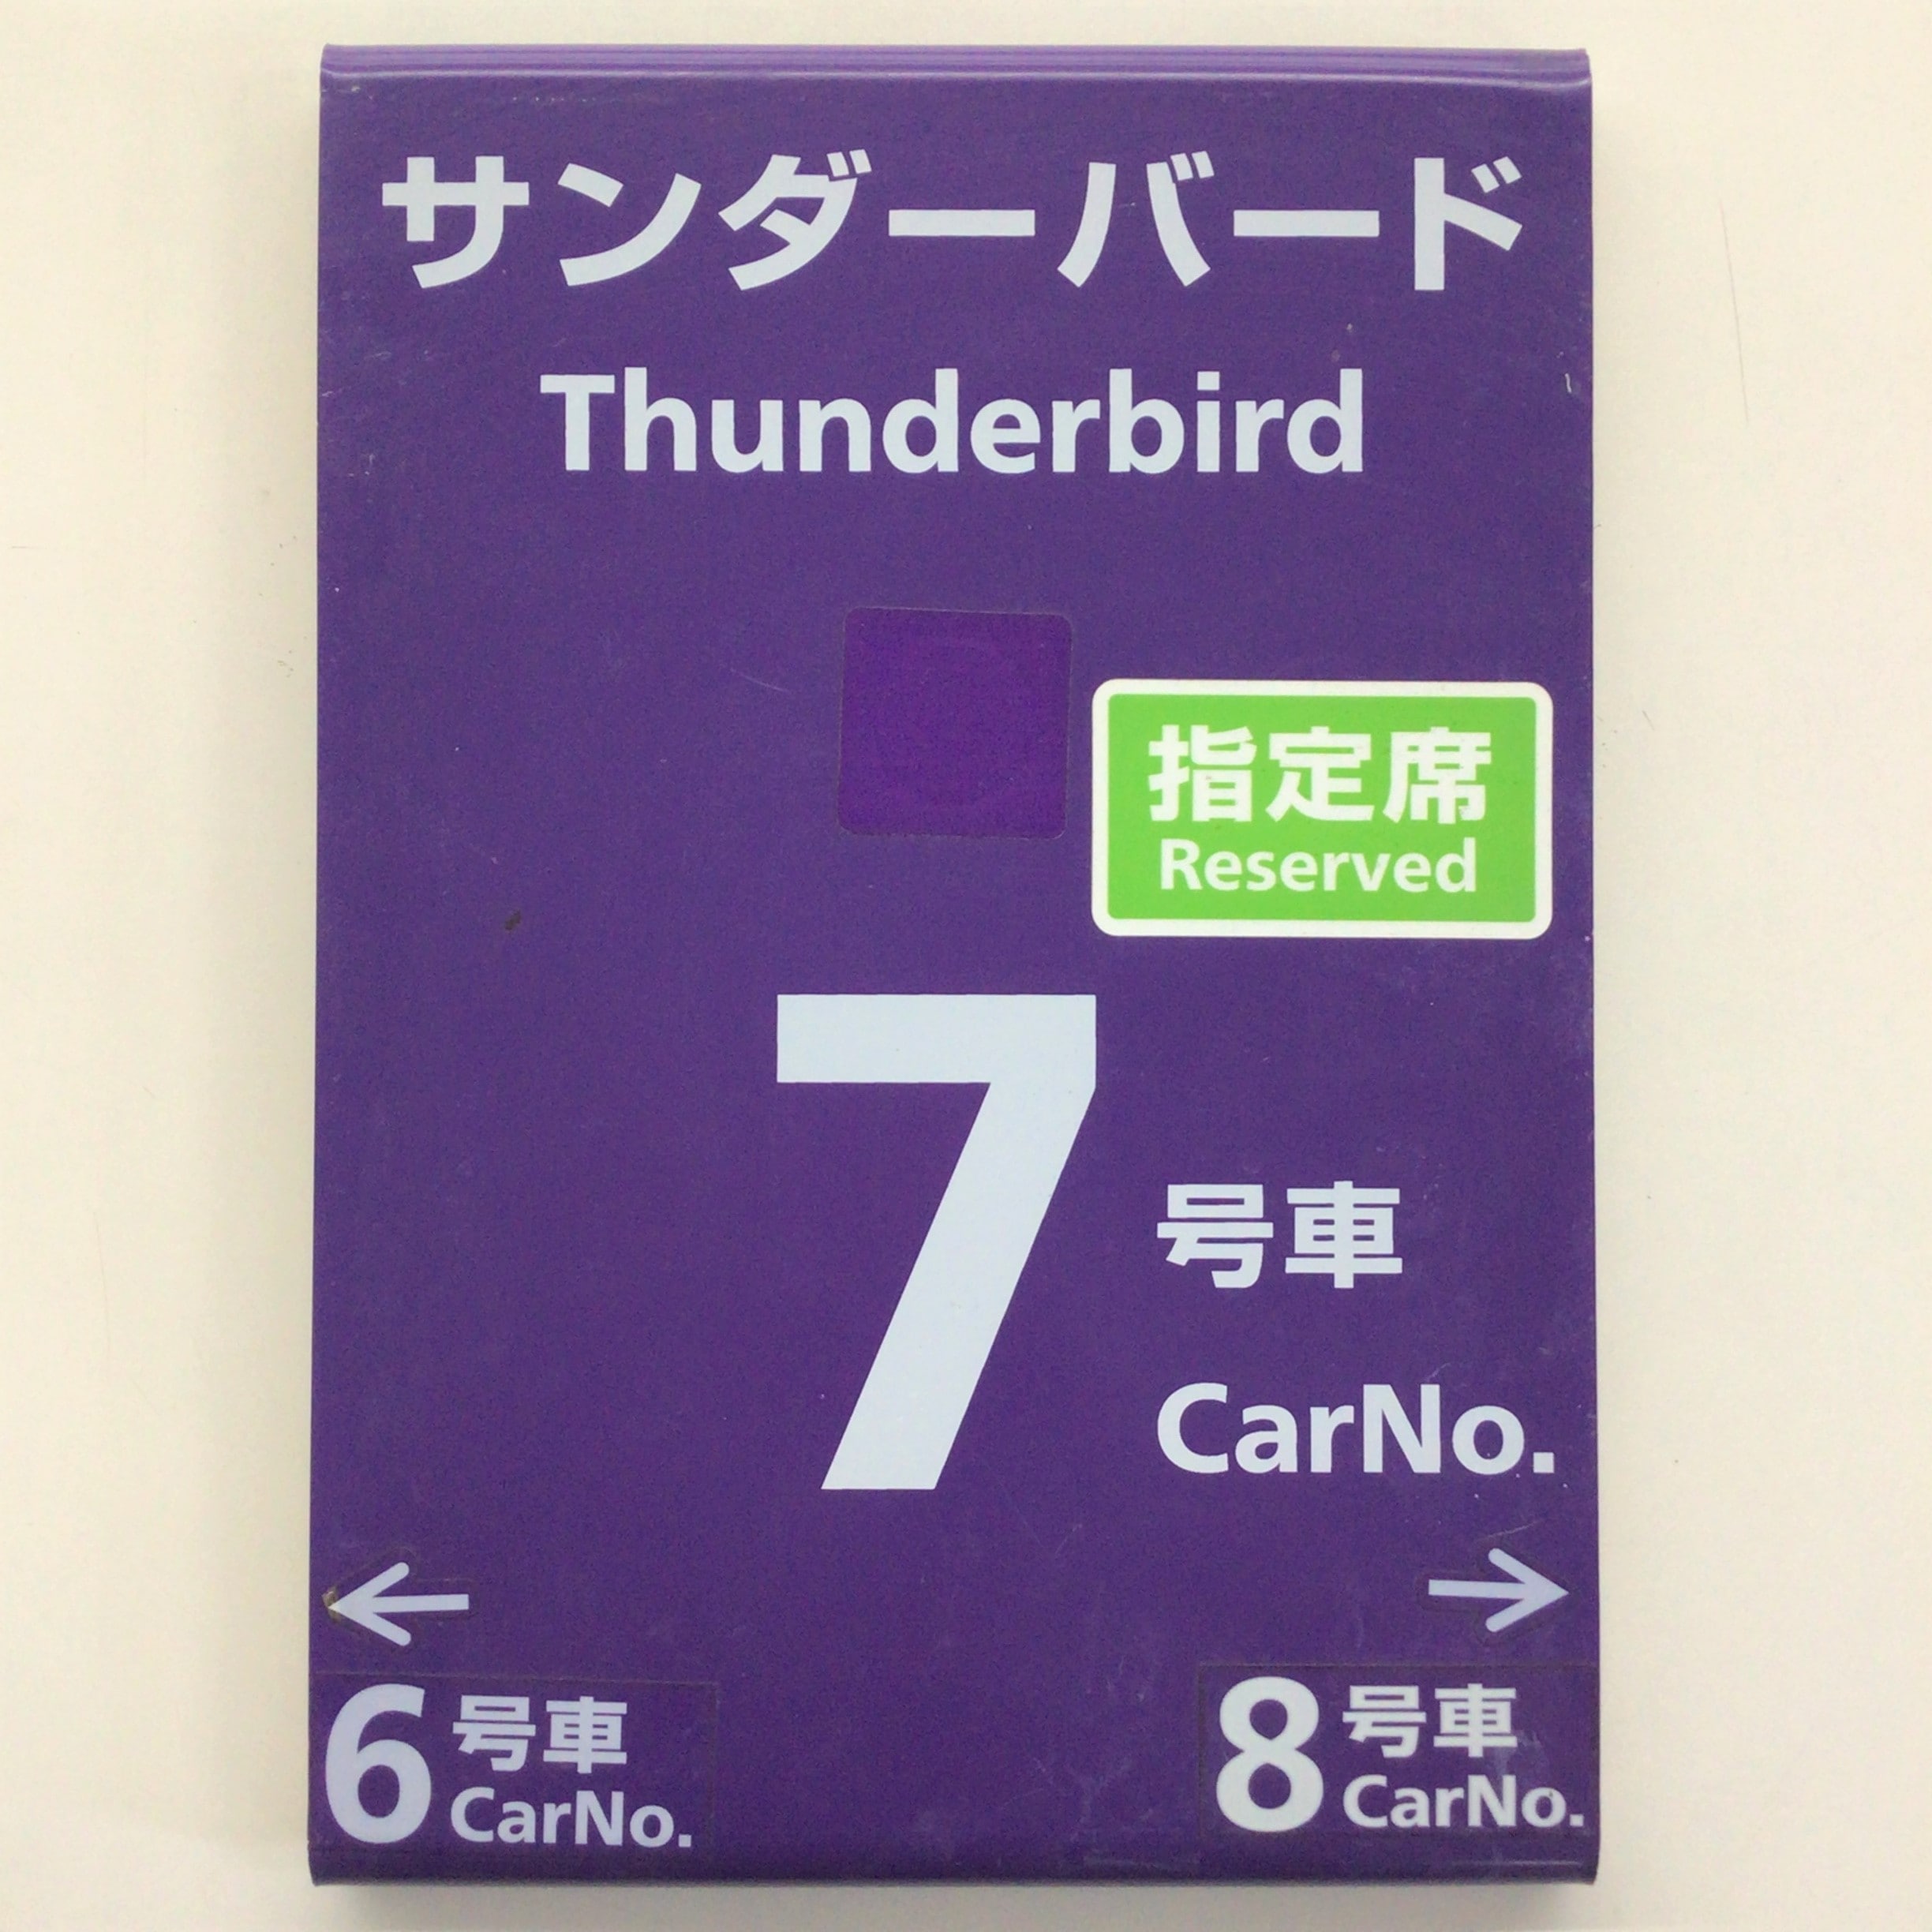 サンダーバード
Thunderbird
指定席
Reserved
7 号車
CarNo.
← →
6 号車
CarNo.
8 号車
CarNo.